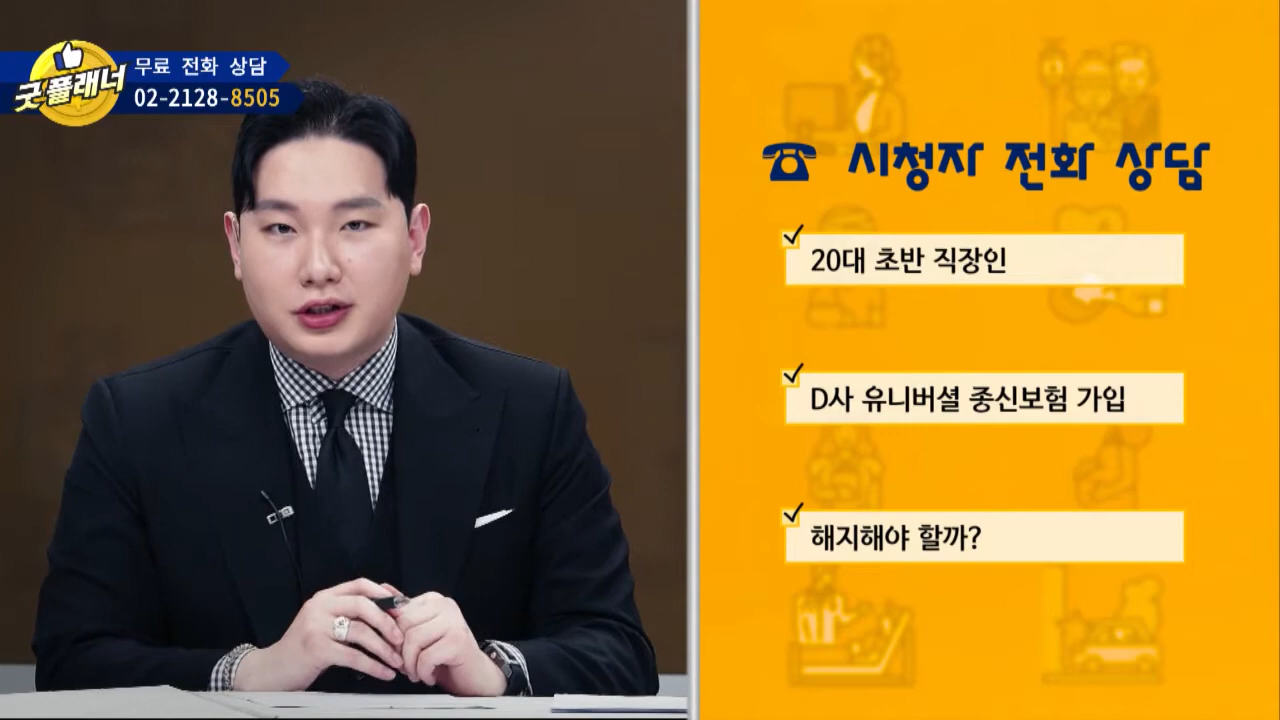 굿플래너
무료 전화 상담
02-2128-8505
시청자 전화 상담
20대 초반 직장인
D사 유니버셜 종신보험 가입
해지해야 할까?